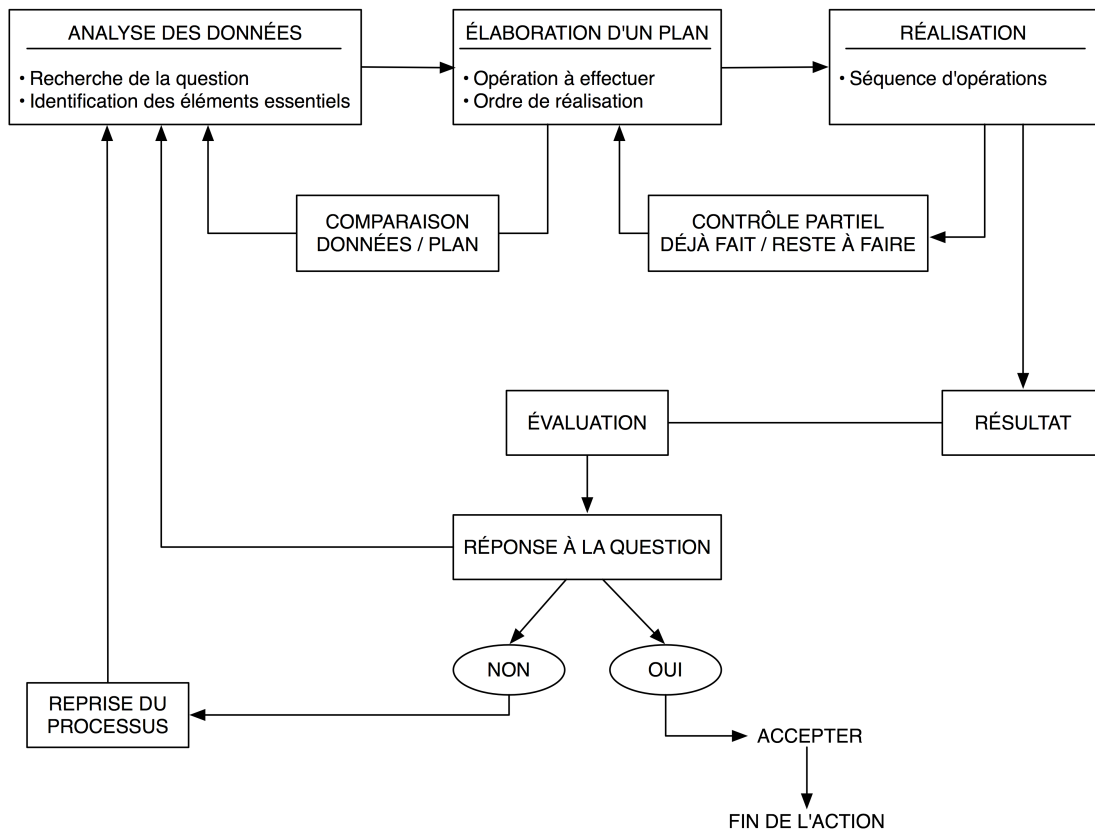 ANALYSE DES DONNÉES
• Recherche de la question
• Identification des éléments essentiels
ÉLABORATION D'UN PLAN
• Opération à effectuer
• Ordre de réalisation
RÉALISATION
• Séquence d'opérations
COMPARAISON
DONNÉES / PLAN
CONTRÔLE PARTIEL
DÉJÀ FAIT / RESTE À FAIRE
ÉVALUATION
RÉSULTAT
RÉPONSE À LA QUESTION
NON
OUI
REPRISE DU
PROCESSUS
ACCEPTER
FIN DE L'ACTION